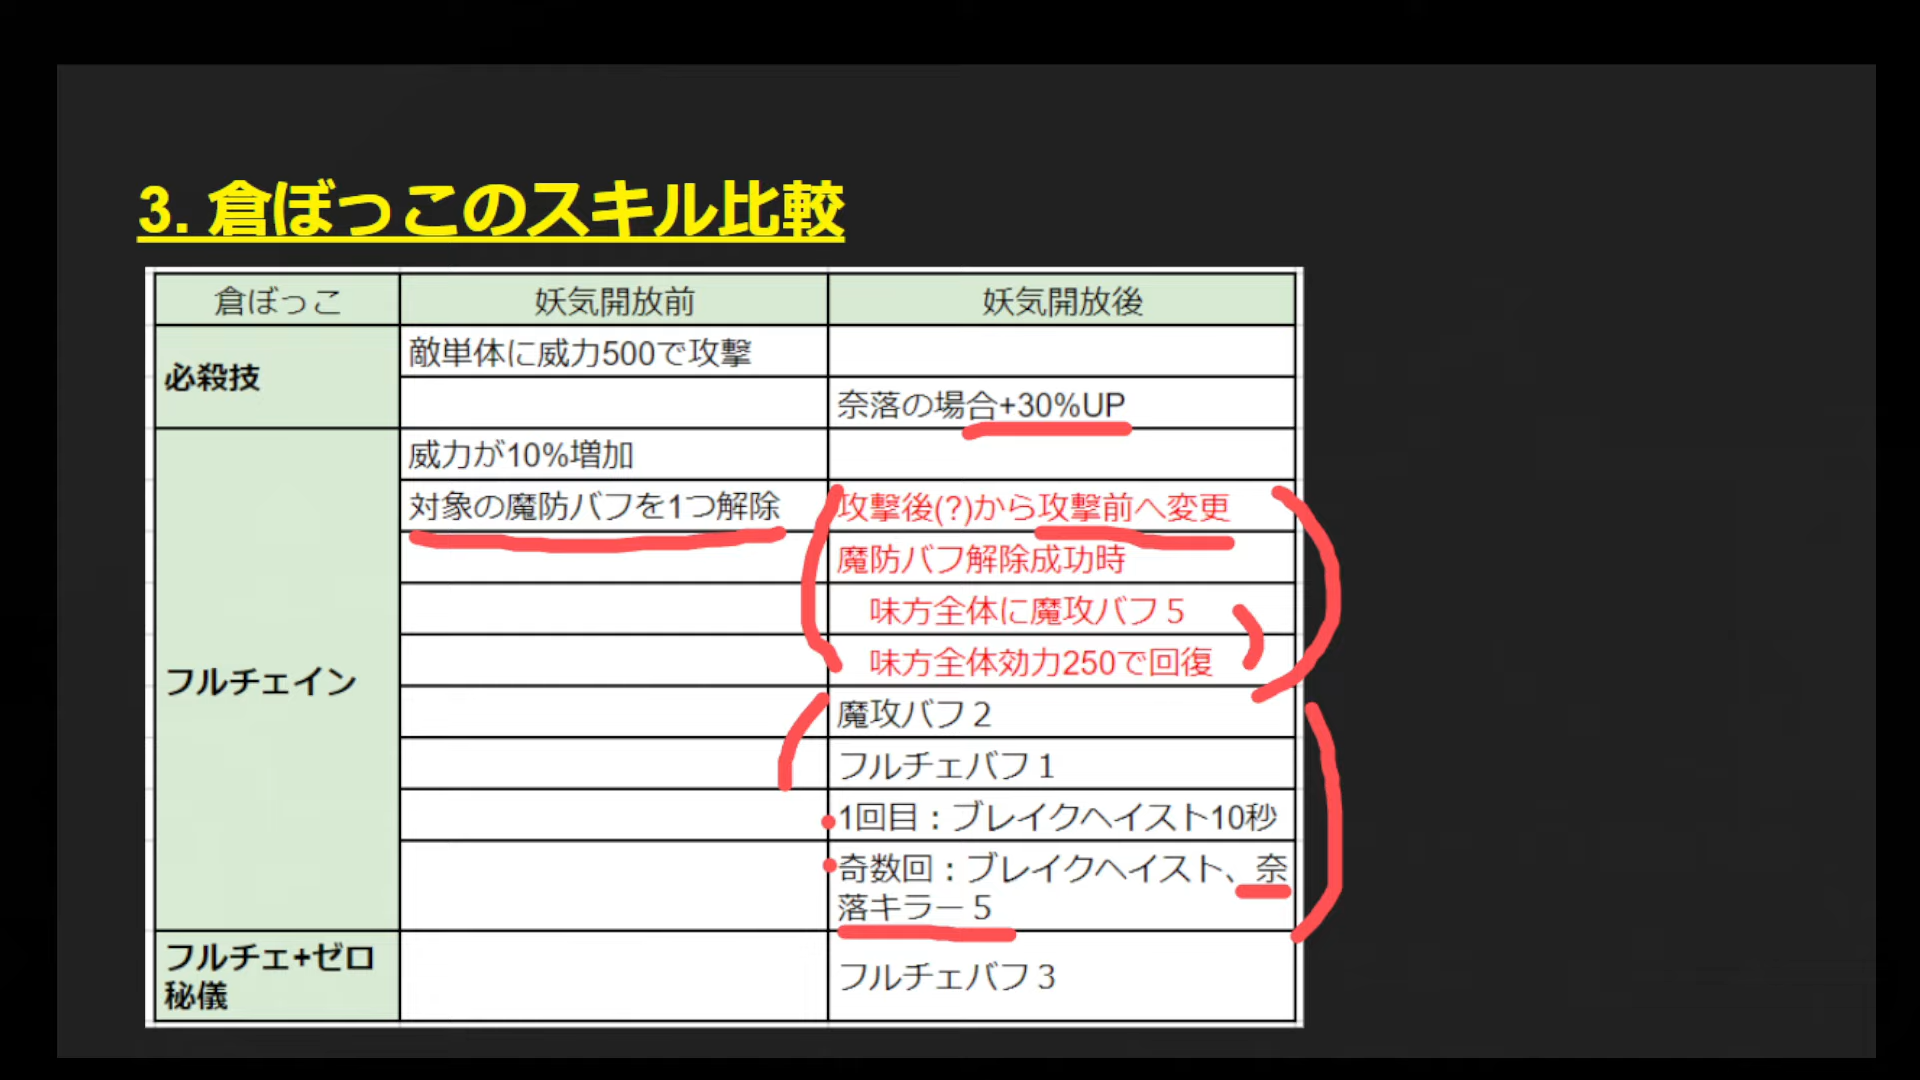 3. 倉ぼっこのスキル比較
倉ぼっこ 妖気開放前 妖気開放後
必殺技
敵単体に威力500で攻撃
奈落の場合+30%UP
フルチェイン
威力が10%増加
対象の魔防バフを1つ解除 攻撃後(?)から攻撃前へ変更
魔防バフ解除成功時
味方全体に魔攻バフ５
味方全体効力250で回復
魔攻バフ２
フルチェバフ１
1回目：ブレイクヘイスト10秒
奇数回：ブレイクヘイスト、奈
落キラー５
フルチェ+ゼロ
秘儀
フルチェバフ３